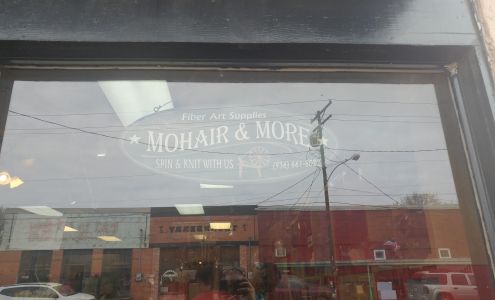 Fiber Art Supplies
MOHAIR & MORE
SPIN & KNIT WITH US